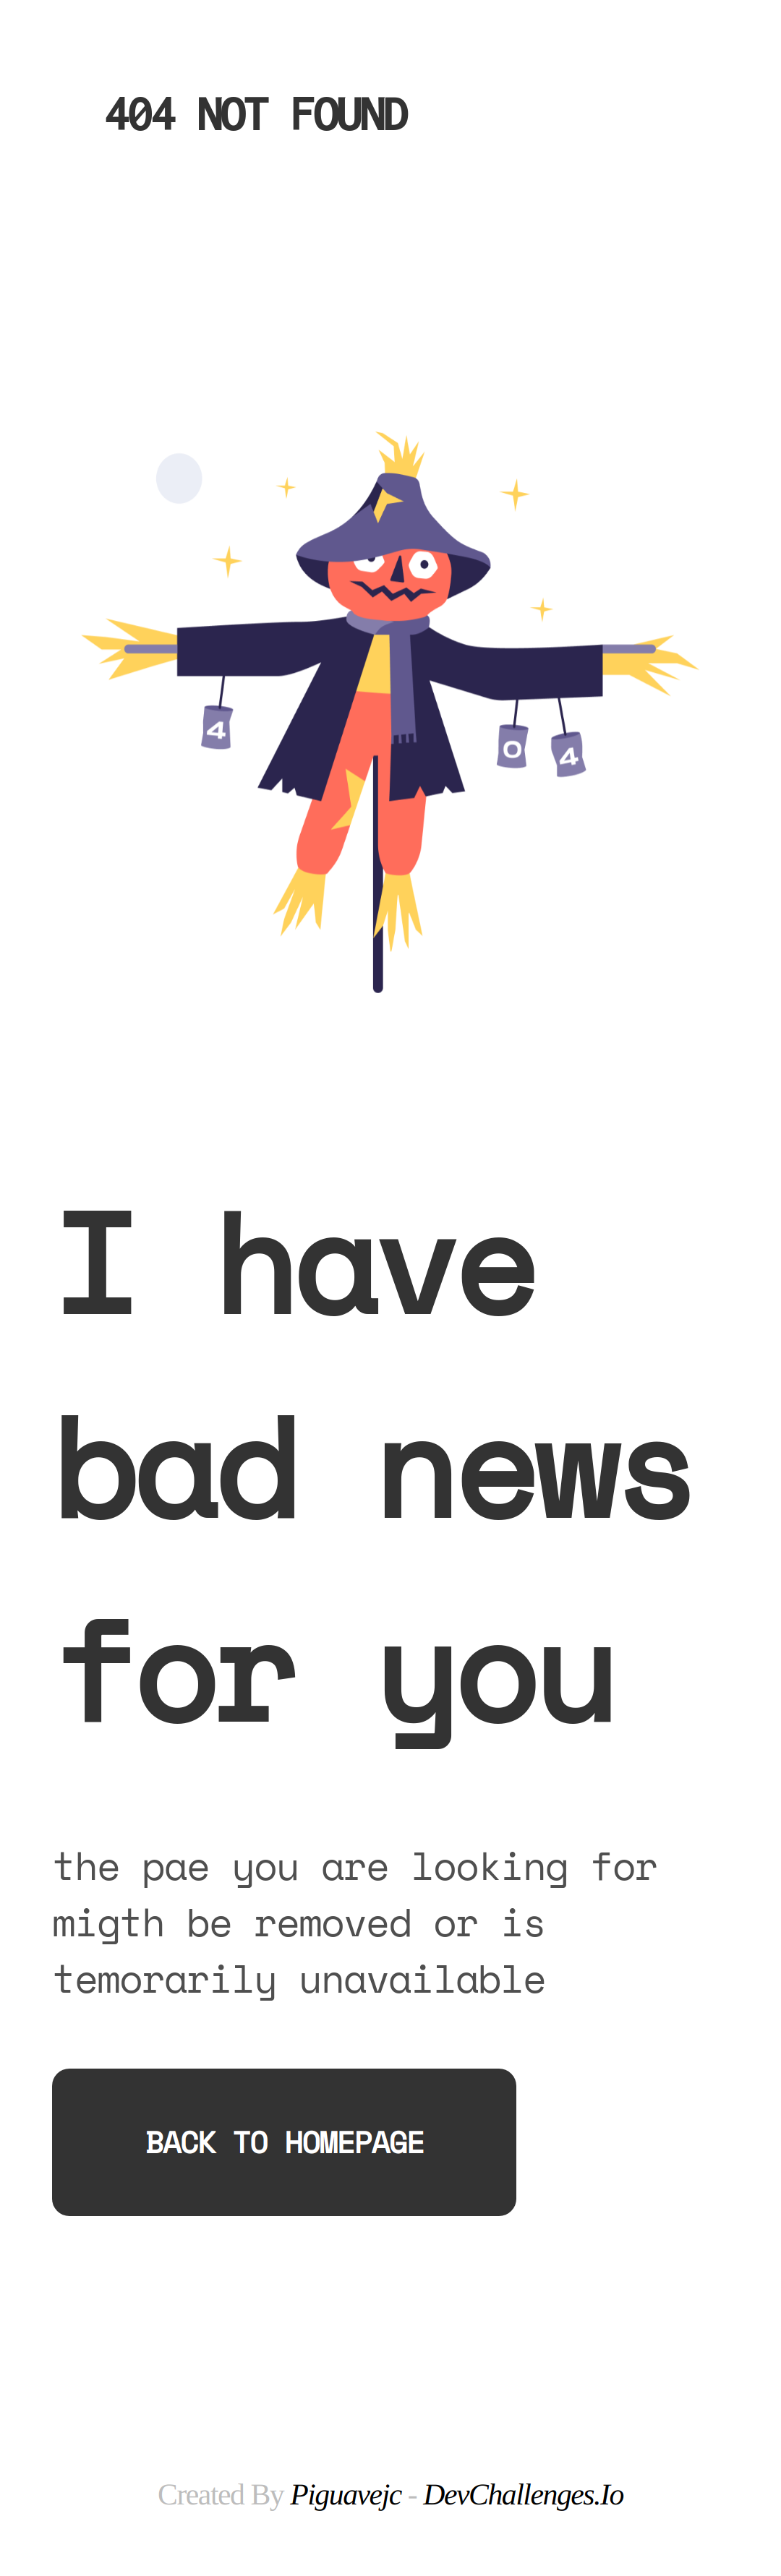 404 NOT FOUND
4
0
4
I have
bad news
for you
the pae you are looking for
migth be removed or is
temorarily unavailable
BACK TO HOMEPAGE
Created By Piguavejc - DevChallenges.Io